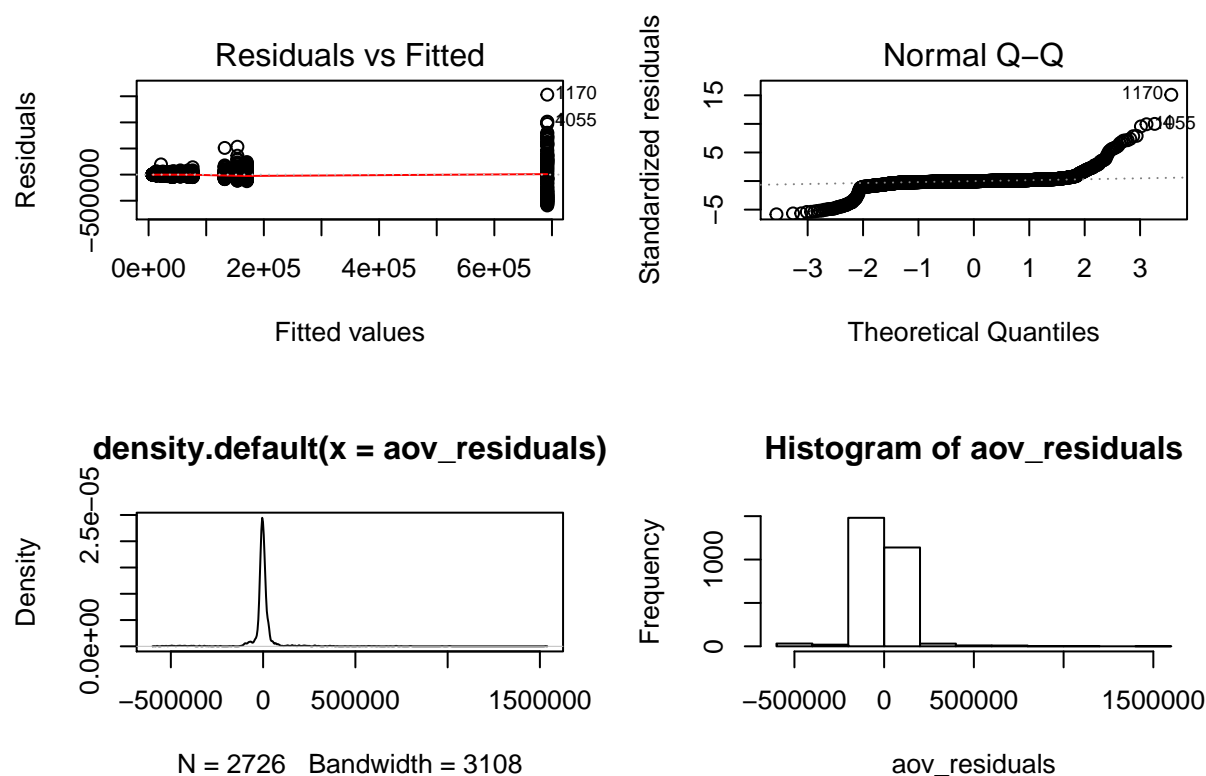 Residuals vs Fitted
Residuals
−500000
0e+00 2e+05 4e+05 6e+05
Fitted values
1170
Normal Q−Q
Standardized residuals
−5 5 15
−3 −2 −1 0 1 2 3
Theoretical Quantiles
1170
density.default(x = aov_residuals)
Density
0.0e+00 2.5e−05
−500000 0 500000 1500000
N = 2726 Bandwidth = 3108
Histogram of aov_residuals
Frequency
0 1000
−500000 0 500000 1500000
aov_residuals